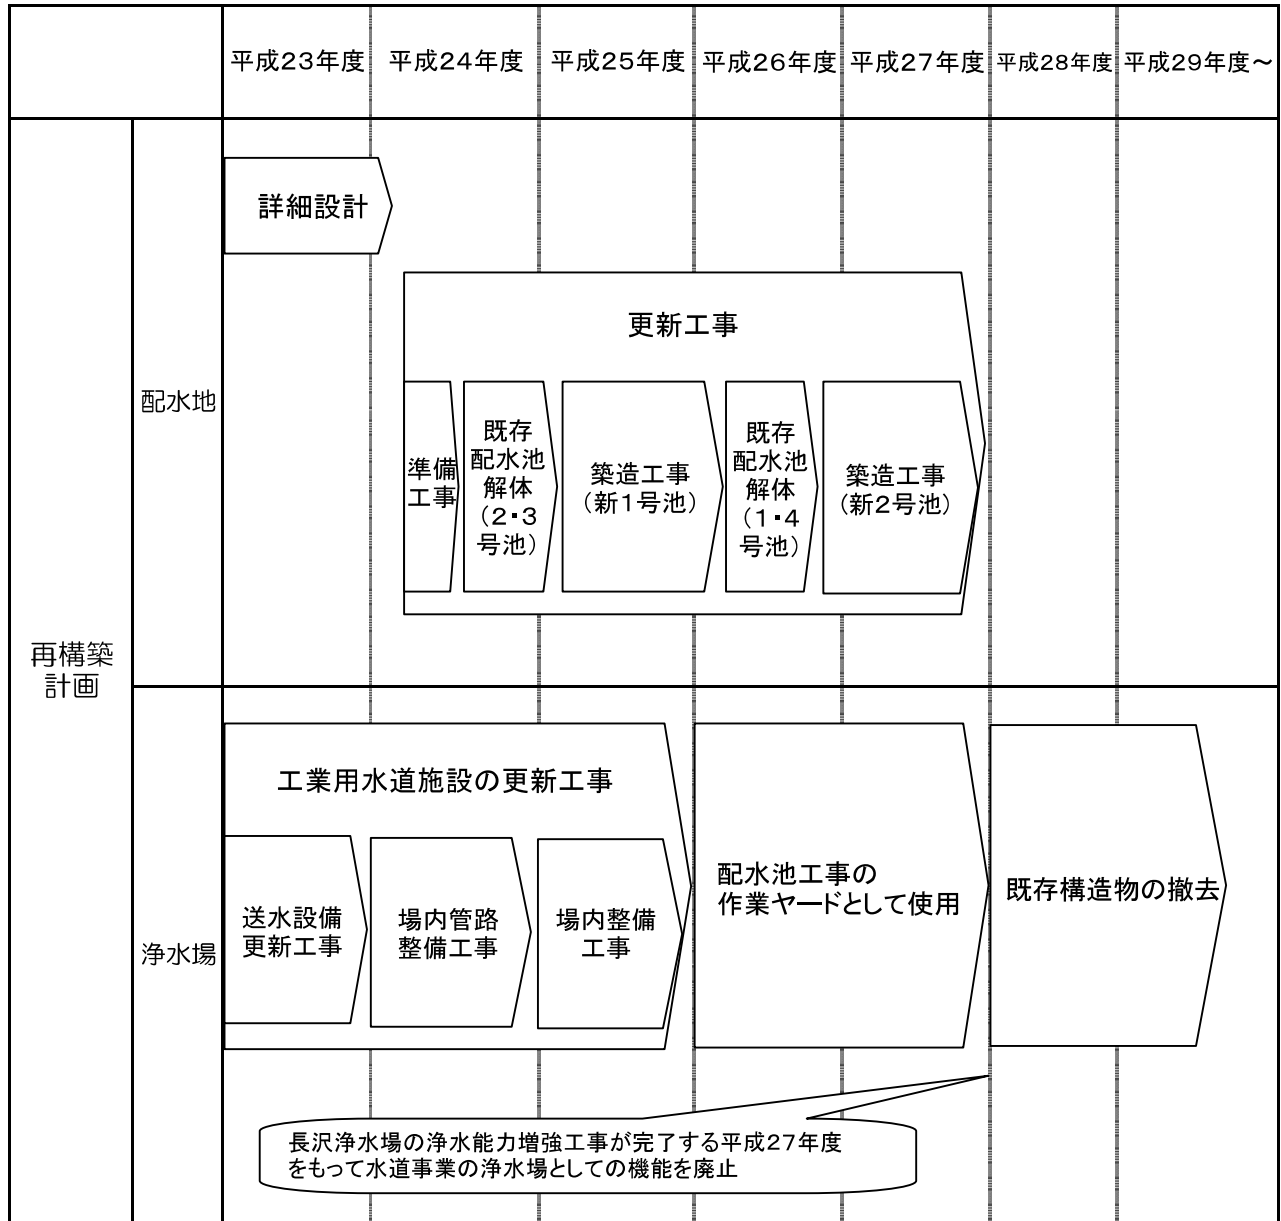 平成23年度
平成24年度
平成25年度
平成26年度
平成27年度
平成28年度
平成29年度～
再構築
計画
配水地
詳細設計
更新工事
準備
工事
既存
配水池
解体
（2・3
号池）
築造工事
（新1号池）
既存
配水池
解体
（1・4
号池）
築造工事
（新2号池）
浄水場
工業用水道施設の更新工事
送水設備
更新工事
場内管路
整備工事
場内整備
工事
配水池工事の
作業ヤードとして使用
既存構造物の撤去
長沢浄水場の浄水能力増強工事が完了する平成27年度
をもって水道事業の浄水場としての機能を廃止